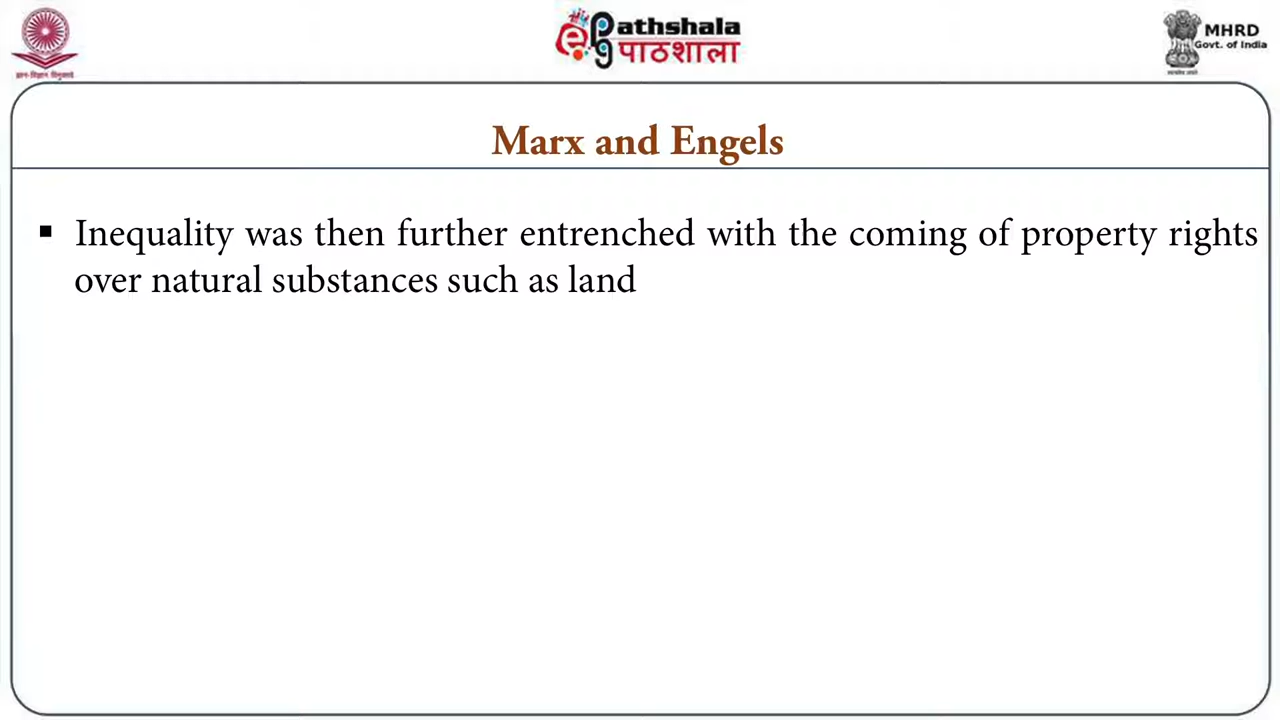 ePGpathshala
पाठशाला
MHRD
Govt. of India
Marx and Engels
▪ Inequality was then further entrenched with the coming of property rights
over natural substances such as land